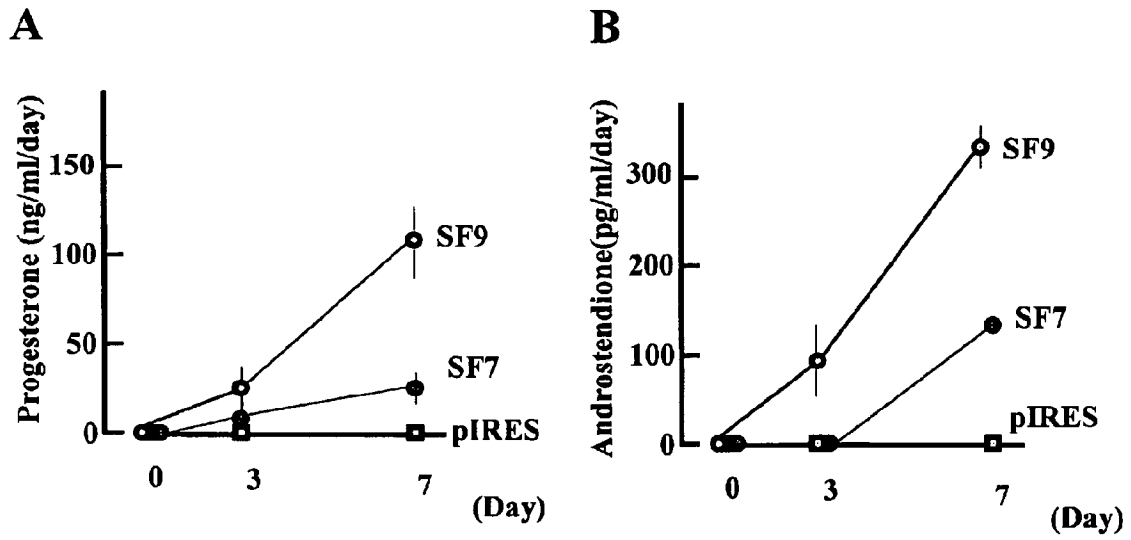 A
Progesterone (ng/ml/day)
150
100
50
0
SF9
SF7
pIRES
0 3 7
(Day)
B
Androstendione(pg/ml/day)
300
200
100
0
SF9
SF7
pIRES
0 3 7
(Day)